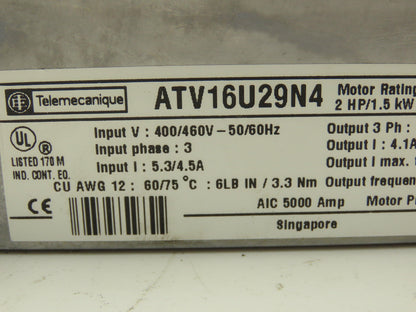 Telemecanique ATV16U29N4 Motor Rating
2 HP/1.5 kW
UL
LISTED 170 M
IND. CONT. EQ.
Input V : 400/460V-50/60Hz Output 3 Ph :
Input phase : 3 Output I : 4.1A
Input I : 5.3/4.5A Output I max.
CU AWG 12 : 60/75 °C : 6LB IN / 3.3 Nm Output frequen
CE AIC 5000 Amp Motor P
Singapore